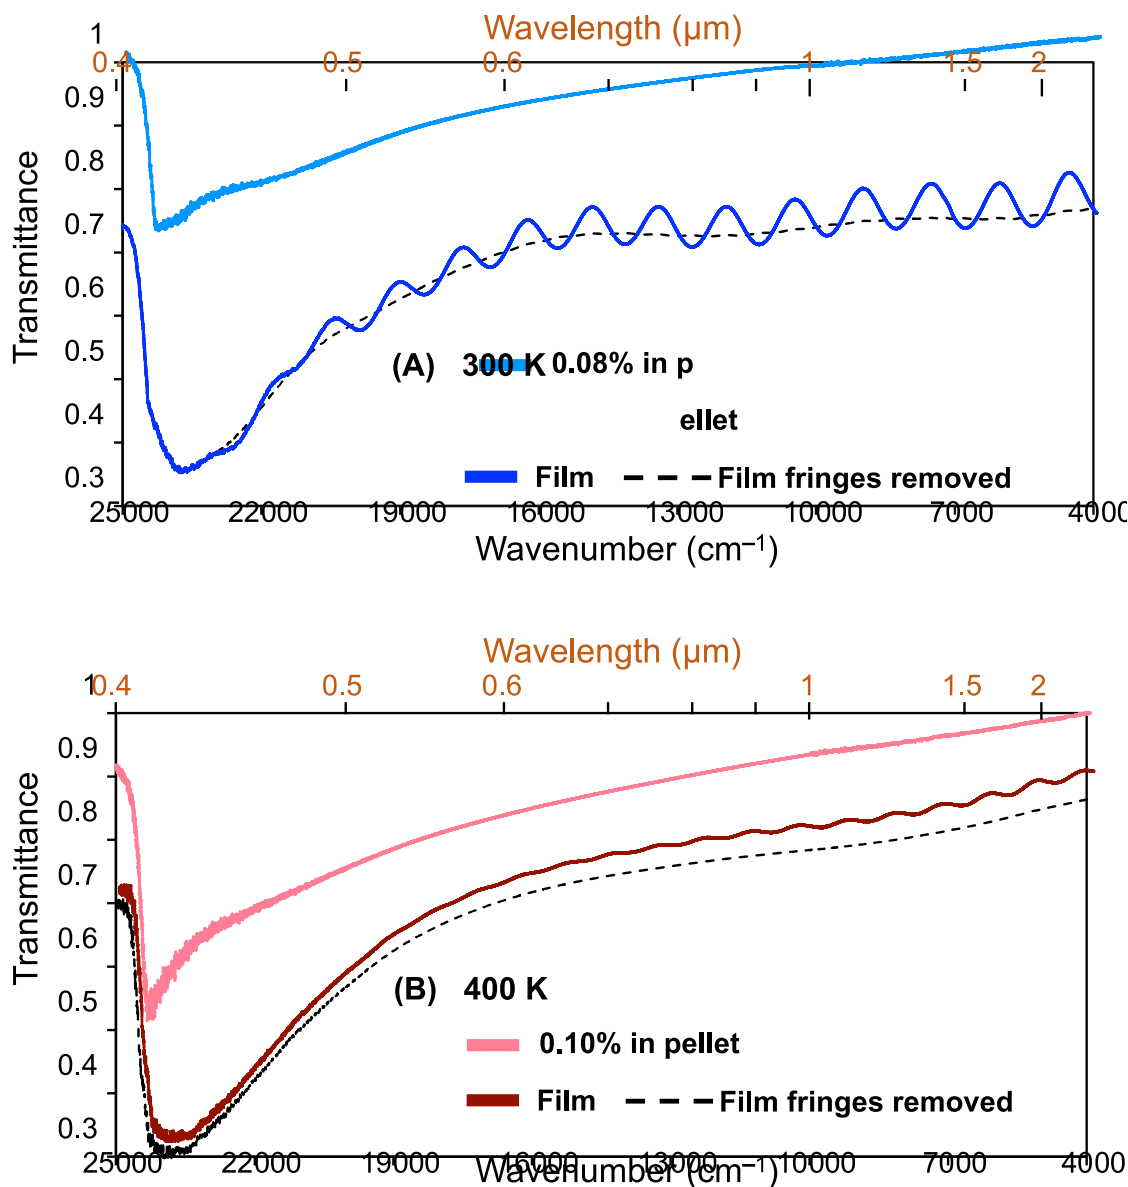 Wavelength (μm)
1
0.4 0.5 0.6 1 1.5 2
0.9
0.8
0.7
0.6
0.5
0.4
0.3
Transmittance
(A) 300 K 0.08% in p
ellet
Film Film fringes removed
25000 22000 19000 16000 13000 10000 7000 4000
Wavenumber (cm⁻¹)
Wavelength (μm)
1
0.4 0.5 0.6 1 1.5 2
0.9
0.8
0.7
0.6
0.5
0.4
0.3
Transmittance
(B) 400 K
0.10% in pellet
Film Film fringes removed
25000 22000 19000 16000 13000 10000 7000 4000
Wavenumber (cm⁻¹)